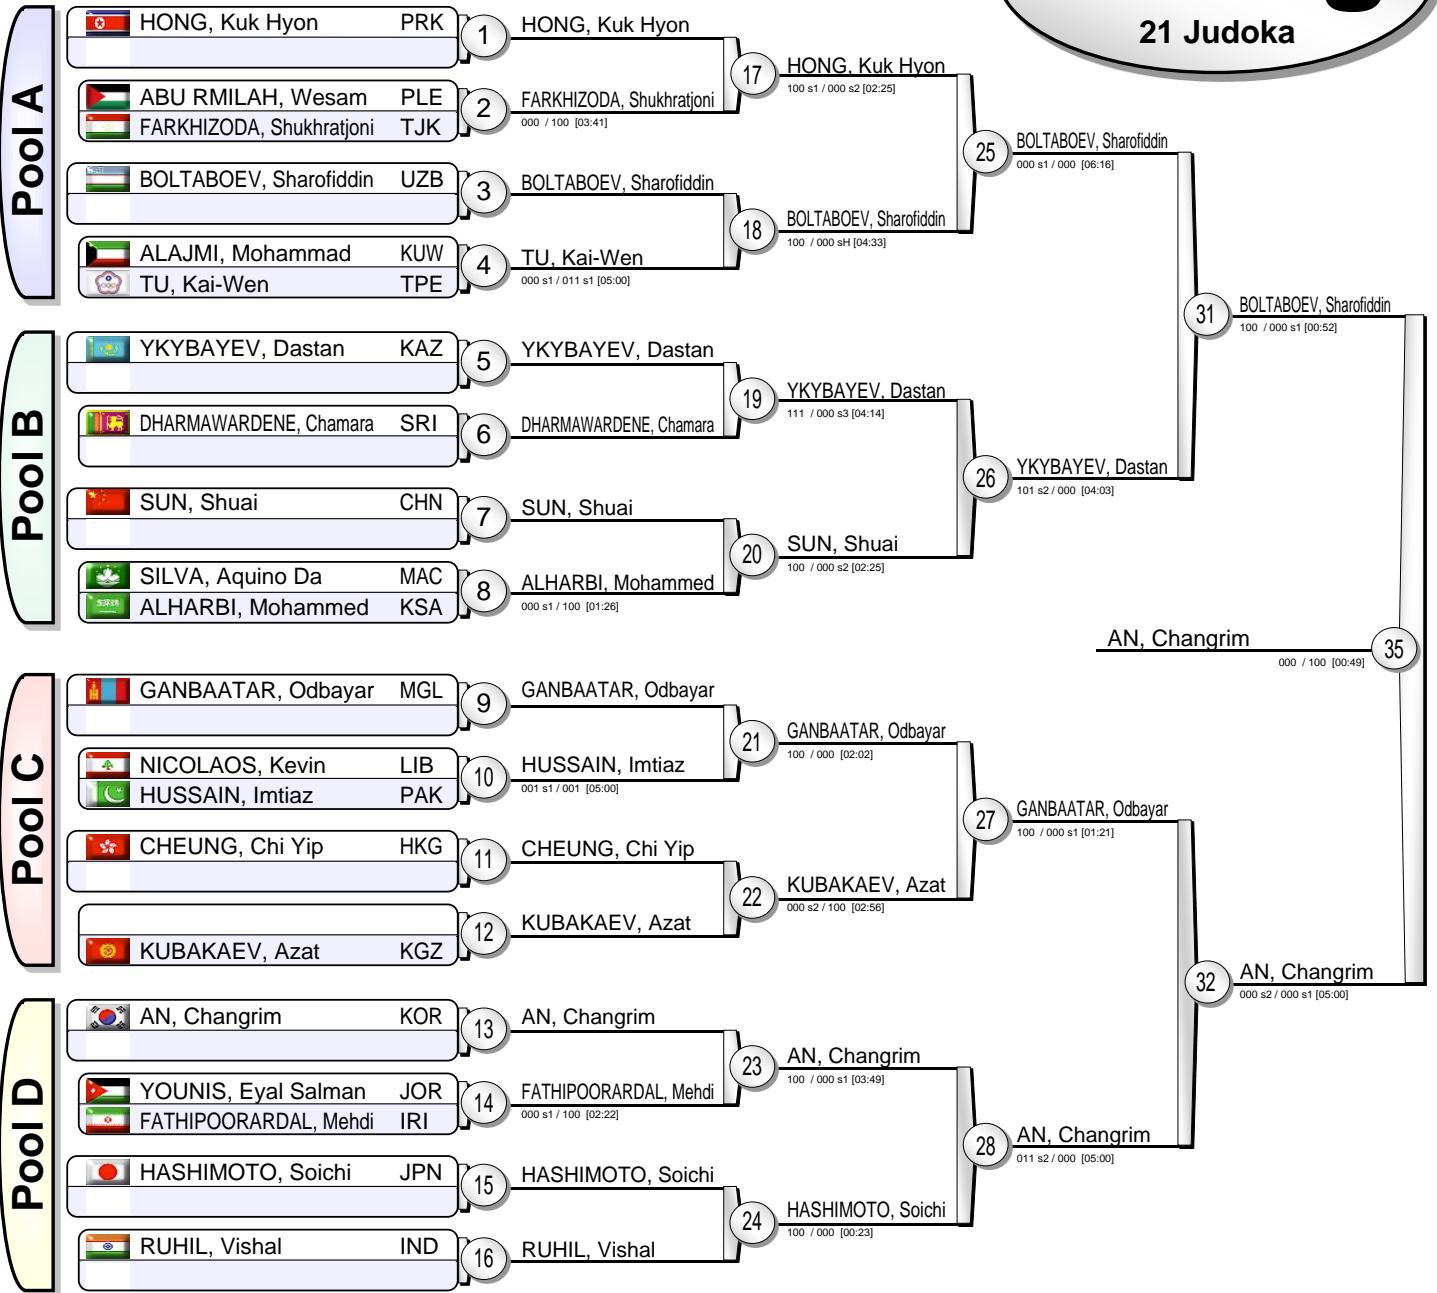 21 Judoka
Pool A
HONG, Kuk Hyon PRK
1
HONG, Kuk Hyon
ABU RMILAH, Wesam PLE
FARKHIZODA, Shukhratjoni TJK
2
FARKHIZODA, Shukhratjoni
000 / 100 [03:41]
17
HONG, Kuk Hyon
100 s1 / 000 s2 [02:25]
BOLTABOEV, Sharofiddin UZB
3
BOLTABOEV, Sharofiddin
ALAJMI, Mohammad KUW
TU, Kai-Wen TPE
4
TU, Kai-Wen
000 s1 / 011 s1 [05:00]
18
BOLTABOEV, Sharofiddin
100 / 000 sH [04:33]
25
BOLTABOEV, Sharofiddin
000 s1 / 000 [06:16]
Pool B
YKYBAYEV, Dastan KAZ
5
YKYBAYEV, Dastan
DHARMAWARDENE, Chamara SRI
6
DHARMAWARDENE, Chamara
19
YKYBAYEV, Dastan
111 / 000 s3 [04:14]
SUN, Shuai CHN
7
SUN, Shuai
SILVA, Aquino Da MAC
ALHARBI, Mohammed KSA
8
ALHARBI, Mohammed
000 s1 / 100 [01:26]
20
SUN, Shuai
100 / 000 s2 [02:25]
26
YKYBAYEV, Dastan
101 s2 / 000 [04:03]
31
BOLTABOEV, Sharofiddin
100 / 000 s1 [00:52]
AN, Changrim
000 / 100 [00:49]
35
Pool C
GANBAATAR, Odbayar MGL
9
GANBAATAR, Odbayar
NICOLAOS, Kevin LIB
HUSSAIN, Imtiaz PAK
10
HUSSAIN, Imtiaz
001 s1 / 001 [05:00]
21
GANBAATAR, Odbayar
100 / 000 [02:02]
CHEUNG, Chi Yip HKG
11
CHEUNG, Chi Yip
KUBAKAEV, Azat KGZ
12
KUBAKAEV, Azat
22
KUBAKAEV, Azat
000 s2 / 100 [02:56]
27
GANBAATAR, Odbayar
100 / 000 s1 [01:21]
Pool D
AN, Changrim KOR
13
AN, Changrim
YOUNIS, Eyal Salman JOR
FATHIPOORARDAL, Mehdi IRI
14
FATHIPOORARDAL, Mehdi
000 s1 / 100 [02:22]
23
AN, Changrim
100 / 000 s1 [03:49]
HASHIMOTO, Soichi JPN
15
HASHIMOTO, Soichi
RUHIL, Vishal IND
16
RUHIL, Vishal
24
HASHIMOTO, Soichi
100 / 000 [00:23]
28
AN, Changrim
011 s2 / 000 [05:00]
32
AN, Changrim
000 s2 / 000 s1 [05:00]